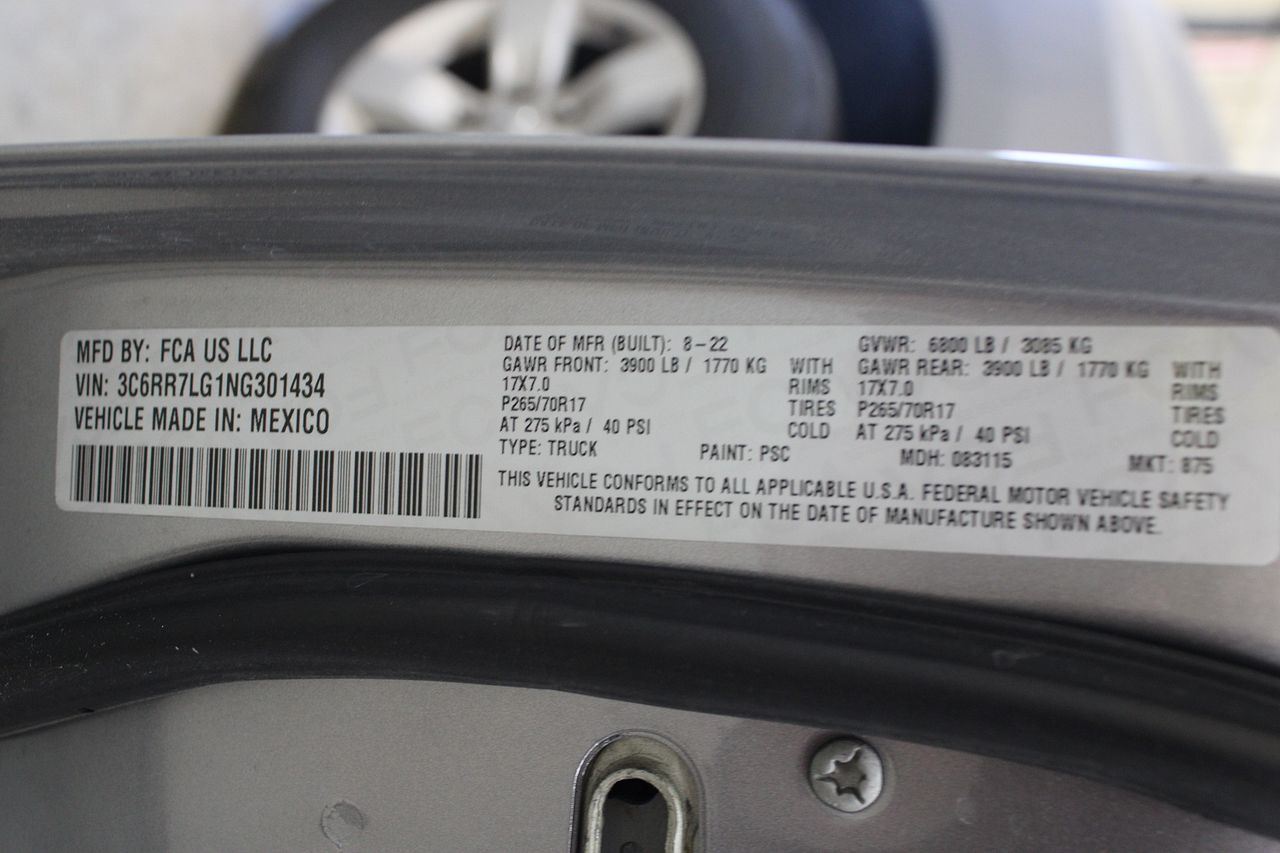 MFD BY: FCA US LLC
VIN: 3C6RR7LG1NG301434
VEHICLE MADE IN: MEXICO
DATE OF MFR (BUILT): 8-22
GAWR FRONT: 3900 LB / 1770 KG WITH
17X7.0 RIMS
P265/70R17 TIRES
AT 275 kPa / 40 PSI COLD
TYPE: TRUCK PAINT: PSC MDH: 083115 MKT: 875
GVWR: 6800 LB / 3085 KG
GAWR REAR: 3900 LB / 1770 KG WITH
17X7.0 RIMS
P265/70R17 TIRES
AT 275 kPa / 40 PSI COLD
THIS VEHICLE CONFORMS TO ALL APPLICABLE U.S.A. FEDERAL MOTOR VEHICLE SAFETY
STANDARDS IN EFFECT ON THE DATE OF MANUFACTURE SHOWN ABOVE.